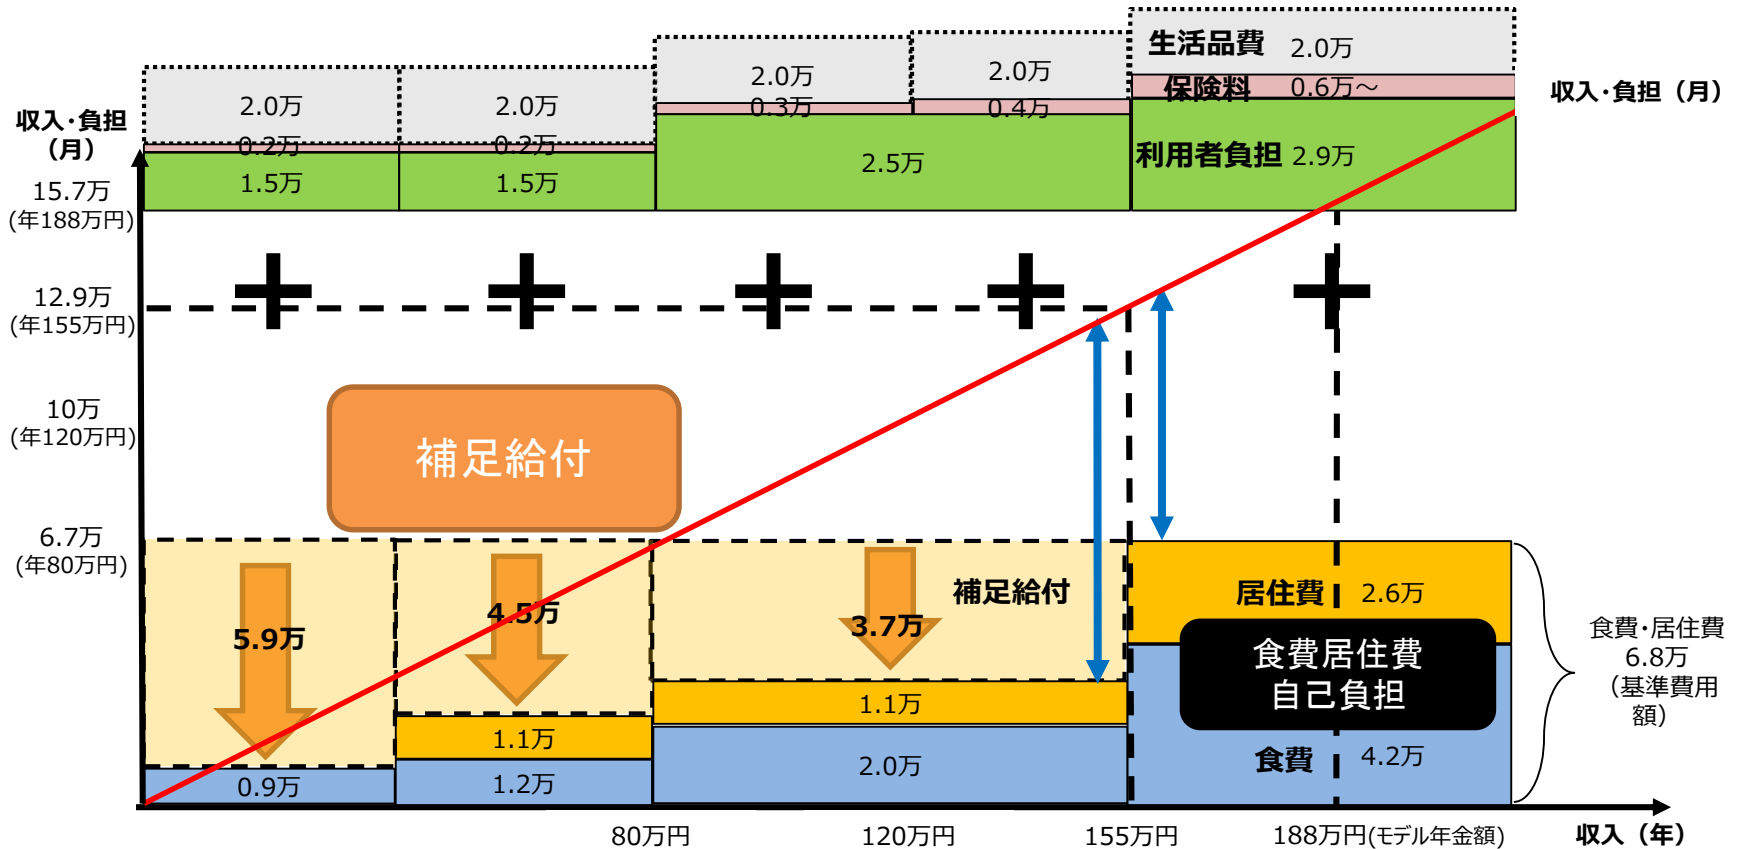 生活品費 2.0万
保険料 0.6万～
利用者負担 2.9万
2.0万
2.0万
2.0万
2.0万
0.2万
0.2万
0.3万
0.4万
1.5万
1.5万
2.5万
収入・負担
（月）
収入・負担（月）
15.7万
(年188万円)
12.9万
(年155万円)
10万
(年120万円)
6.7万
(年80万円)
補足給付
5.9万
4.5万
3.7万
補足給付
居住費 2.6万
食費居住費
自己負担
食費 4.2万
1.1万
1.1万
0.9万
1.2万
2.0万
食費・居住費
6.8万
（基準費用
額）
80万円
120万円
155万円
188万円(モデル年金額)
収入（年）